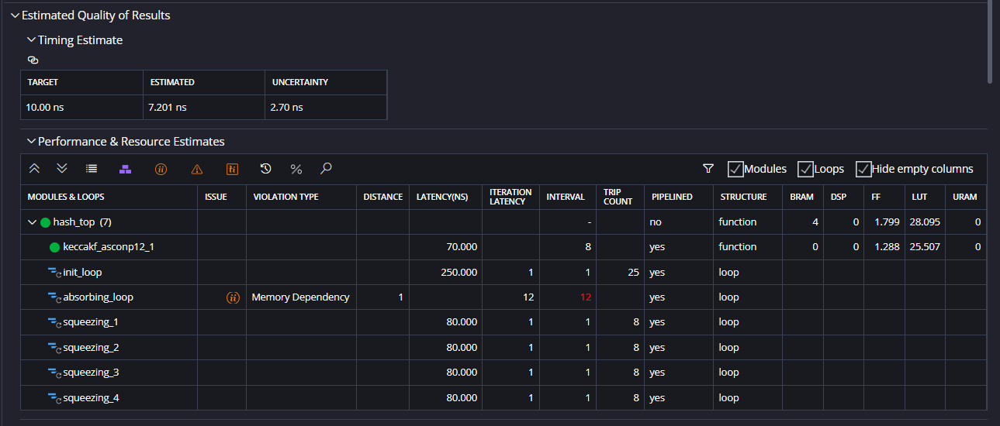 Estimated Quality of Results
Timing Estimate
TARGET ESTIMATED UNCERTAINTY
10.00 ns 7.201 ns 2.70 ns
Performance & Resource Estimates
Modules Loops Hide empty columns
MODULES & LOOPS ISSUE VIOLATION TYPE DISTANCE LATENCY(NS) ITERATION LATENCY INTERVAL TRIP COUNT PIPELINED STRUCTURE BRAM DSP FF LUT URAM
hash_top (7) - no function 4 0 1.799 28.095 0
keccakf_asconp12_1 70.000 8 yes function 0 0 1.288 25.507 0
init_loop 250.000 1 1 25 yes loop
absorbing_loop Memory Dependency 1 12 12 yes loop
squeezing_1 80.000 1 1 8 yes loop
squeezing_2 80.000 1 1 8 yes loop
squeezing_3 80.000 1 1 8 yes loop
squeezing_4 80.000 1 1 8 yes loop